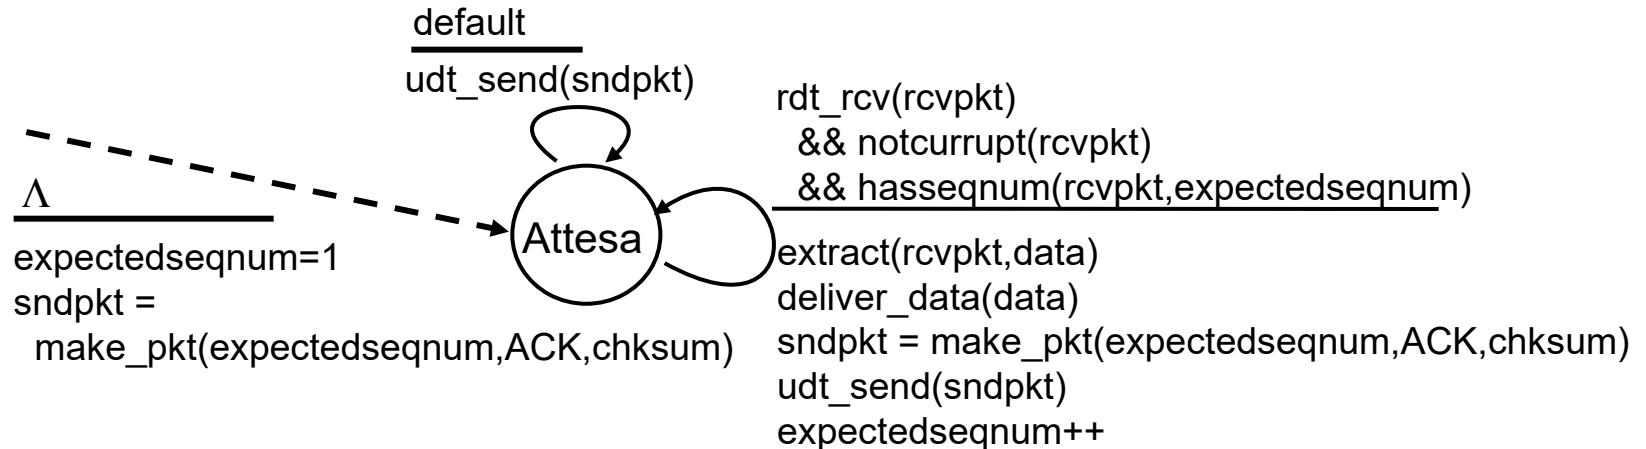 default
udt_send(sndpkt)
Λ
expectedseqnum=1
sndpkt =
make_pkt(expectedseqnum,ACK,chksum)
Attesa
rdt_rcv(rcvpkt)
&& notcurrupt(rcvpkt)
&& hasseqnum(rcvpkt,expectedseqnum)
extract(rcvpkt,data)
deliver_data(data)
sndpkt = make_pkt(expectedseqnum,ACK,chksum)
udt_send(sndpkt)
expectedseqnum++